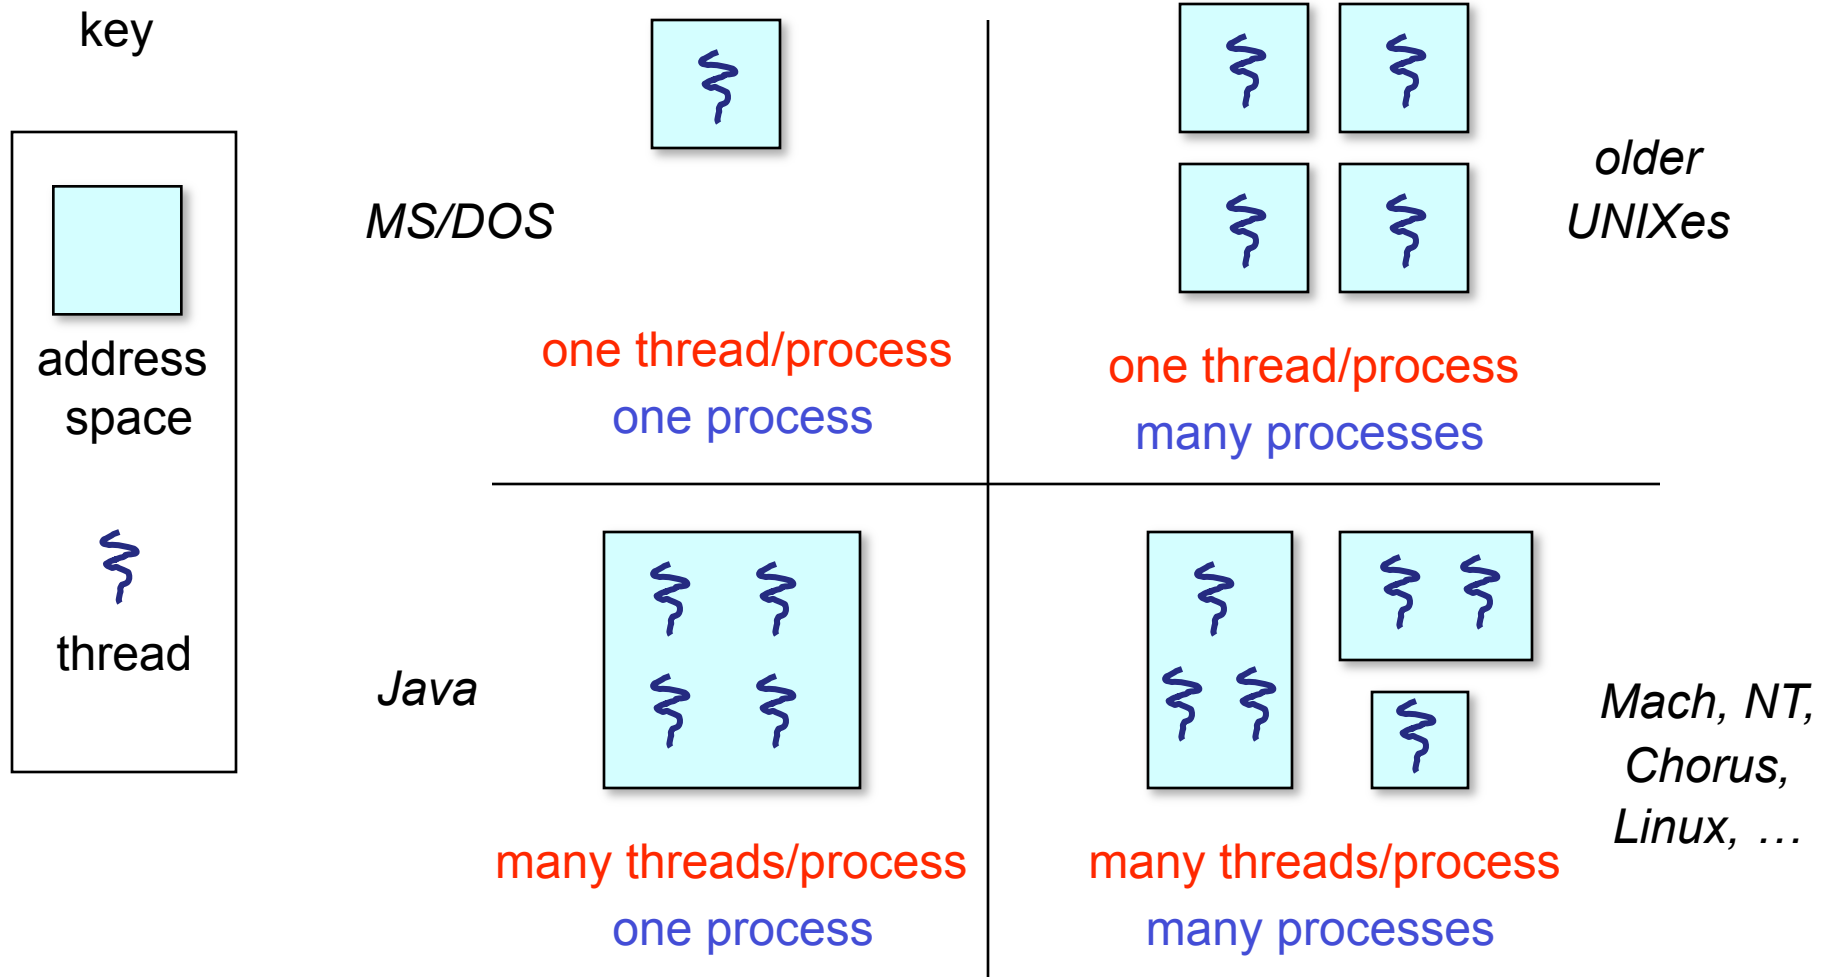 key
address
space
thread
MS/DOS
one thread/process
one process
older
UNIXes
one thread/process
many processes
Java
many threads/process
one process
Mach, NT,
Chorus,
Linux, …
many threads/process
many processes